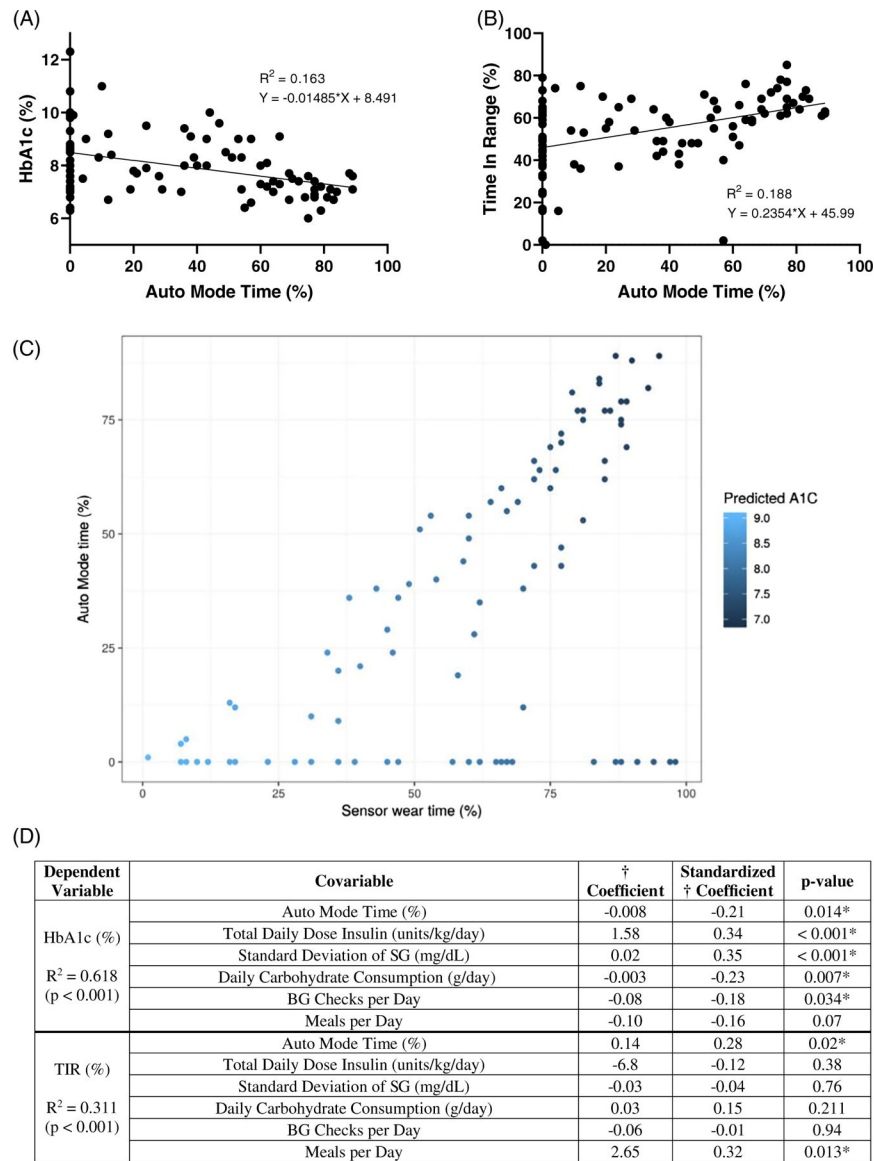 (A)
HbA1c (%)
12
10
8
6
0 20 40 60 80 100
Auto Mode Time (%)
R² = 0.163
Y = -0.01485*X + 8.491
(B)
Time In Range (%)
100
80
60
40
20
0
0 20 40 60 80 100
Auto Mode Time (%)
R² = 0.188
Y = 0.2354*X + 45.99
(C)
Auto Mode time (%)
75
50
25
0
0 25 50 75 100
Sensor wear time (%)
Predicted A1C
9.0
8.5
8.0
7.5
7.0
(D)
Dependent Variable | Covariable | † Coefficient | Standardized † Coefficient | p-value
HbA1c (%)
R² = 0.618
(p < 0.001)
Auto Mode Time (%) | -0.008 | -0.21 | 0.014*
Total Daily Dose Insulin (units/kg/day) | 1.58 | 0.34 | < 0.001*
Standard Deviation of SG (mg/dL) | 0.02 | 0.35 | < 0.001*
Daily Carbohydrate Consumption (g/day) | -0.003 | -0.23 | 0.007*
BG Checks per Day | -0.08 | -0.18 | 0.034*
Meals per Day | -0.10 | -0.16 | 0.07
TIR (%)
R² = 0.311
(p < 0.001)
Auto Mode Time (%) | 0.14 | 0.28 | 0.02*
Total Daily Dose Insulin (units/kg/day) | -6.8 | -0.12 | 0.38
Standard Deviation of SG (mg/dL) | -0.03 | -0.04 | 0.76
Daily Carbohydrate Consumption (g/day) | 0.03 | 0.15 | 0.211
BG Checks per Day | -0.06 | -0.01 | 0.94
Meals per Day | 2.65 | 0.32 | 0.013*